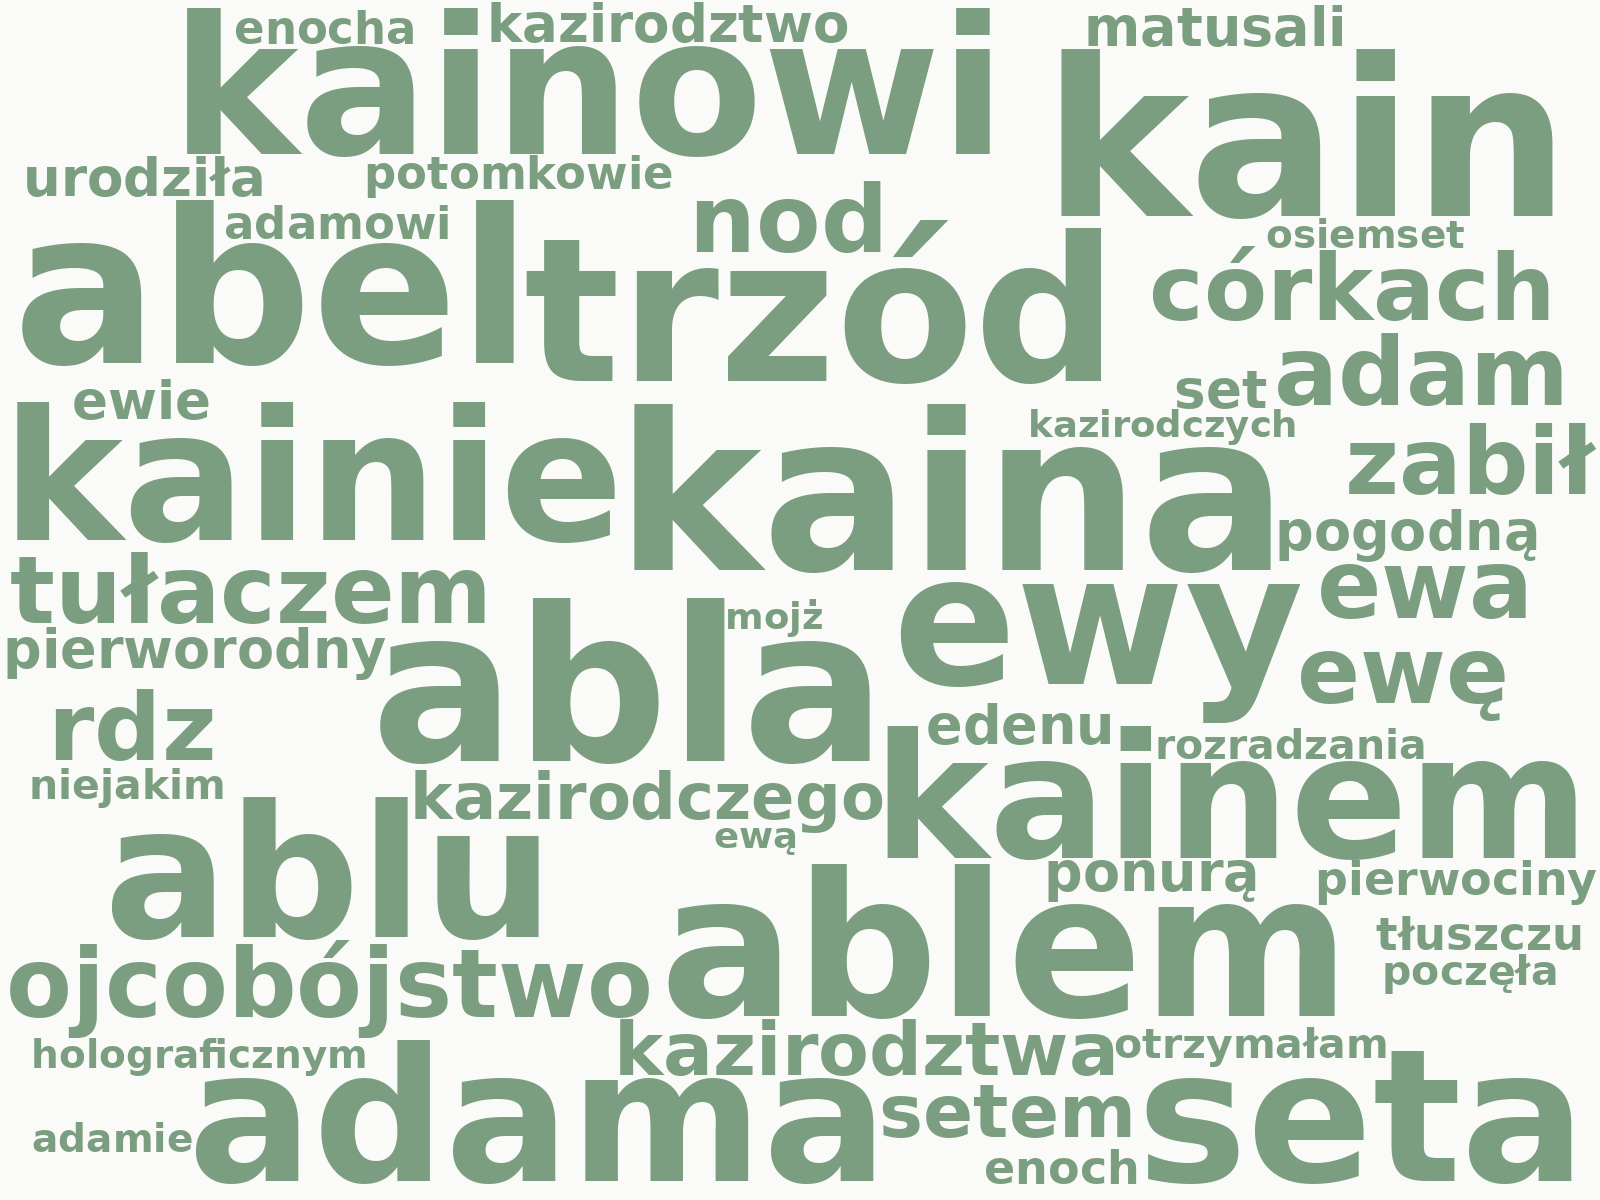 enocha
kazirodztwo
matusali
kainowi
kain
urodziła
potomkowie
adamowi
nod
osiemset
abel
trzód
córkach
adam
set
ewie
kazirodczych
kainie
kaina
zabił
pogodną
tułaczem
ewa
mojż
ewy
pierworodny
abla
ewę
rdz
edenu
rozradzania
niejakim
kazirodczego
kainem
ewą
ablu
ponurą
pierwociny
ablem
tłuszczu
poczęła
ojcobójstwo
holograficznym
kazirodztwa
otrzymałam
adama
setem
seta
adamie
enoch